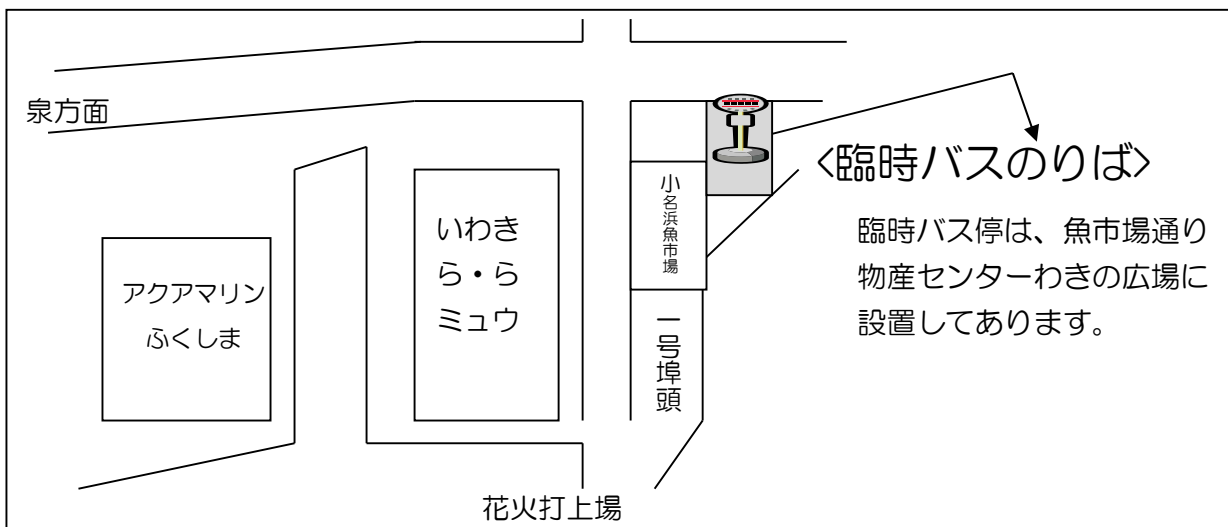 泉方面
アクアマリン
ふくしま
いわき
ら・ら
ミュウ
小名浜魚市場
一号埠頭
花火打上場
<臨時バスのりば>
臨時バス停は、魚市場通り
物産センターわきの広場に
設置してあります。